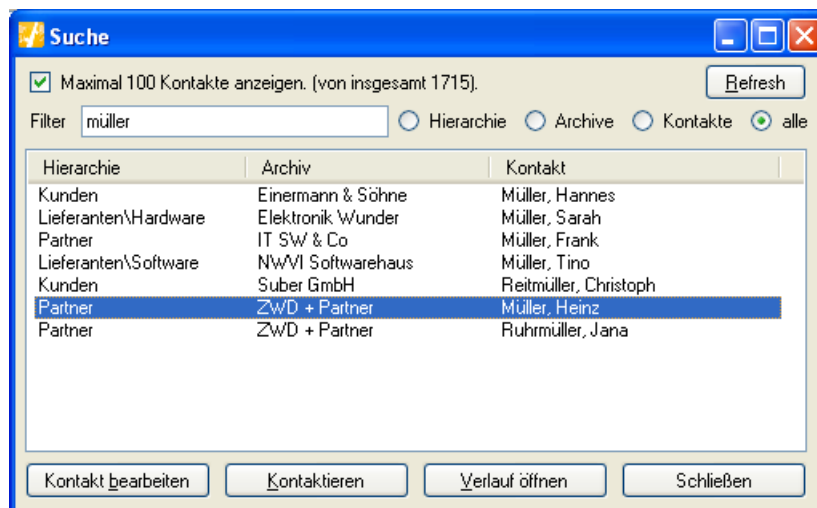 Suche
Maximal 100 Kontakte anzeigen. (von insgesamt 1715). Refresh
Filter müller Hierarchie Archive Kontakte alle
Hierarchie Archiv Kontakt
Kunden Einermann & Söhne Müller, Hannes
Lieferanten\Hardware Elektronik Wunder Müller, Sarah
Partner IT SW & Co Müller, Frank
Lieferanten\Software NWVI Softwarehaus Müller, Tino
Kunden Suber GmbH Reitmüller, Christoph
Partner ZWD + Partner Müller, Heinz
Partner ZWD + Partner Ruhrmüller, Jana
Kontakt bearbeiten Kontaktieren Verlauf öffnen Schließen